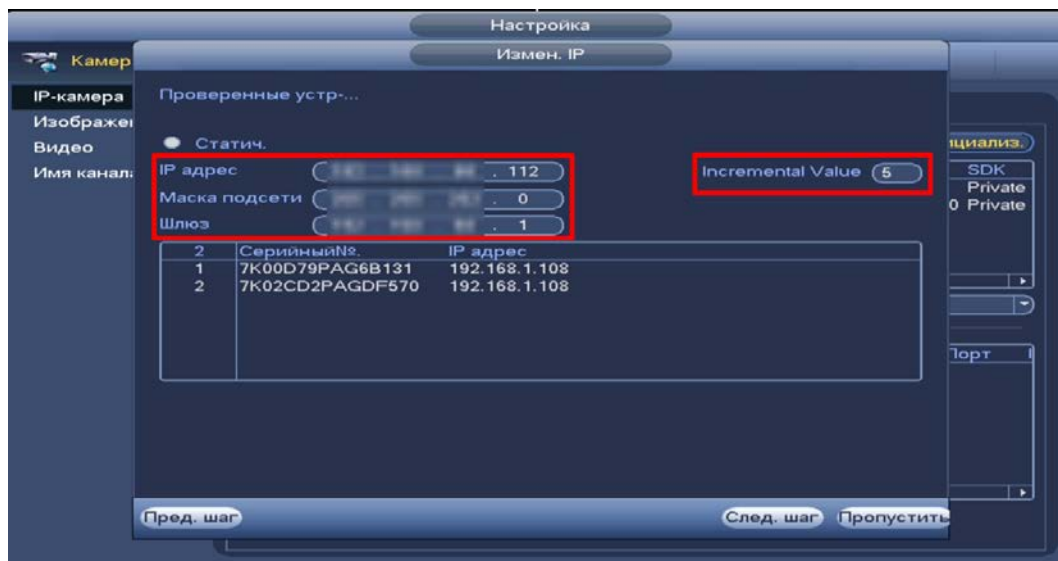 Настройка
Измен. IP
Камер
IP-камера
Изображе
Видео
Имя канал
Проверенные устр-...
Статич.
IP адрес . 112
Маска подсети . 0
Шлюз . 1
Incremental Value 5
2 Серийный№. IP адрес
1 7K00D79PAG6B131 192.168.1.108
2 7K02CD2PAGDF570 192.168.1.108
циализ.)
SDK
Private
0 Private
Порт
Пред. шаг След. шаг Пропустить